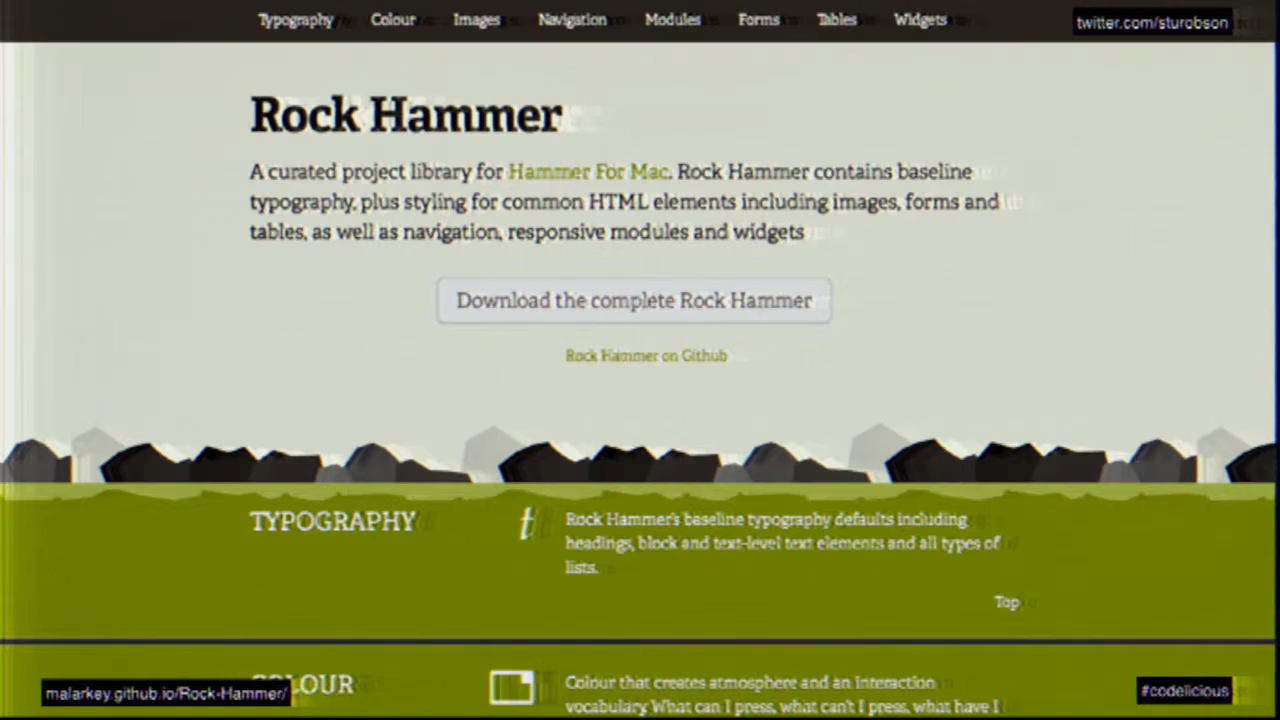 Typography Colour Images Navigation Modules Forms Tables Widgets
twitter.com/sturobson
Rock Hammer
A curated project library for Hammer For Mac. Rock Hammer contains baseline
typography, plus styling for common HTML elements including images, forms and
tables, as well as navigation, responsive modules and widgets
Download the complete Rock Hammer
Rock Hammer on Github
TYPOGRAPHY
t
Rock Hammer's baseline typography defaults including
headings, block and text-level text elements and all types of
lists.
Top
COLOUR
Colour that creates atmosphere and an interaction
vocabulary. What can I press, what can't I press, what have I
malarkey.github.io/Rock-Hammer/
#codelicious